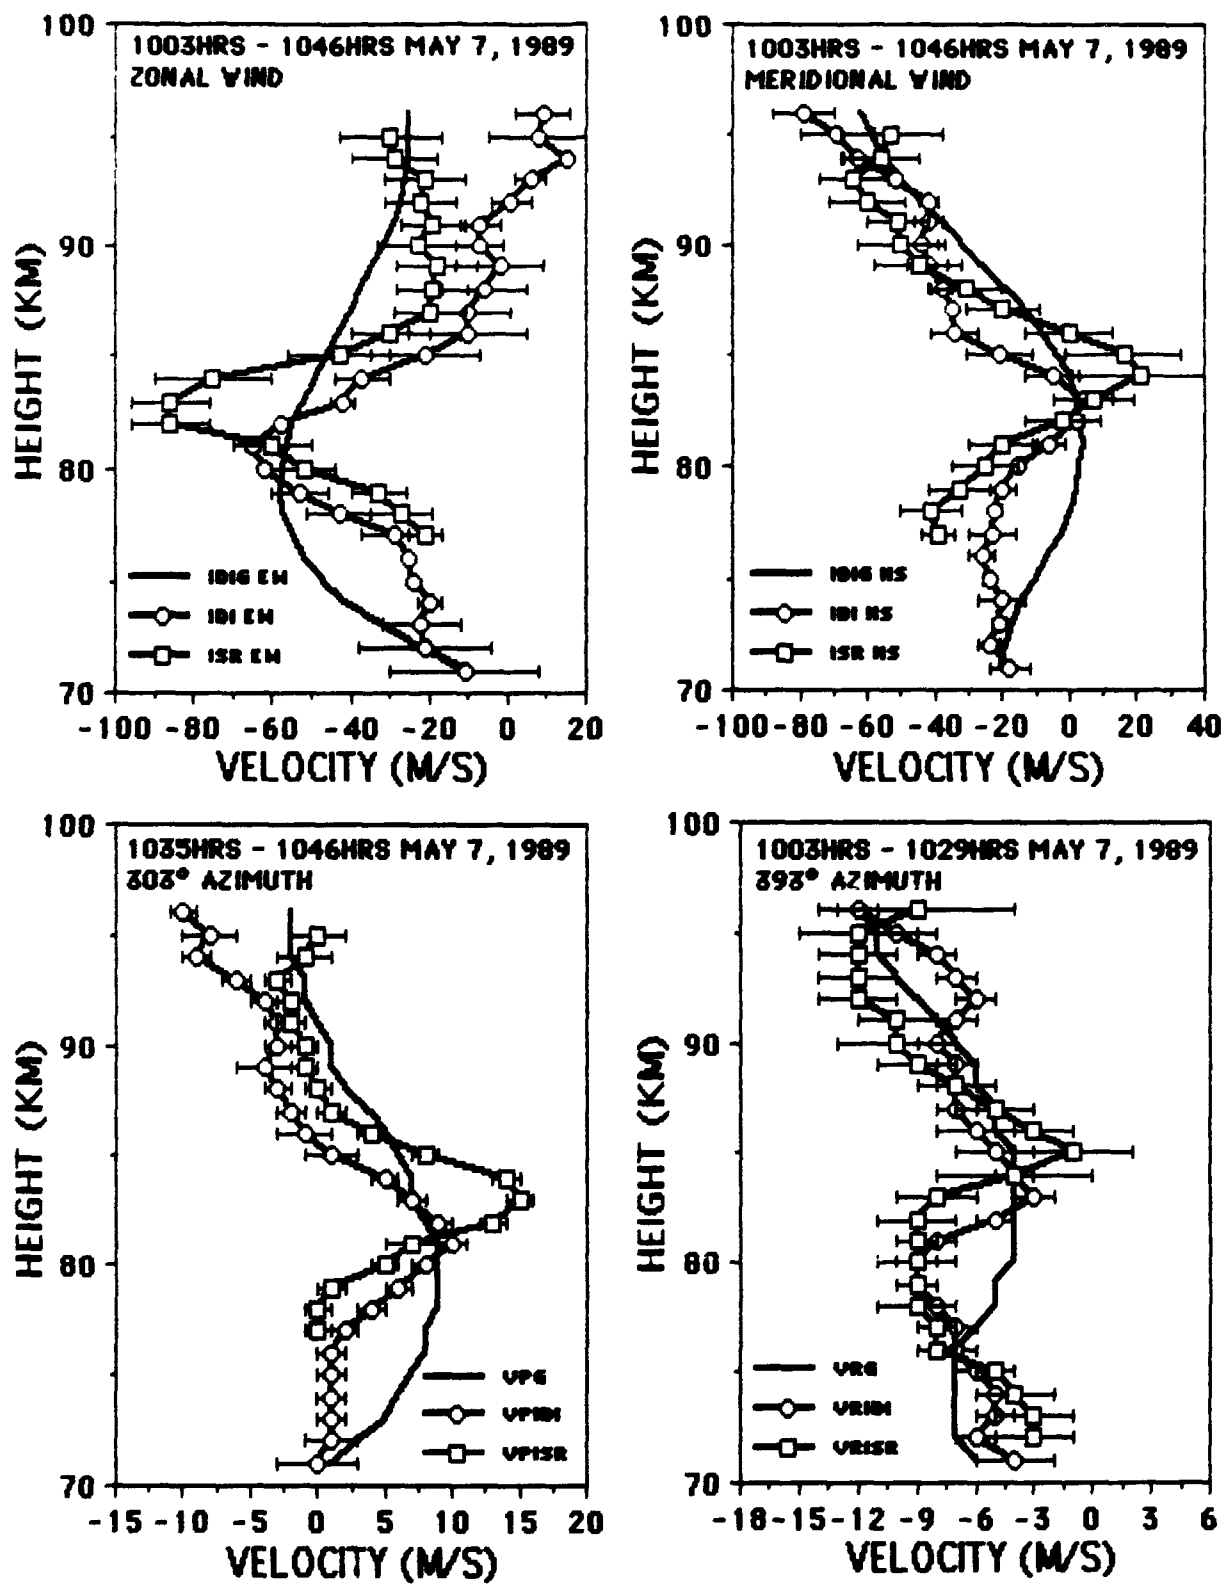 100
1003HRS - 1046HRS MAY 7, 1989
ZONAL WIND
HEIGHT (KM)
90
80
70
IDIG EW
IDI EW
ISR EW
-100 -80 -60 -40 -20 0 20
VELOCITY (M/S)
100
1003HRS - 1046HRS MAY 7, 1989
MERIDIONAL WIND
HEIGHT (KM)
90
80
70
IDIG NS
IDI NS
ISR NS
-100 -80 -60 -40 -20 0 20 40
VELOCITY (M/S)
100
1035HRS - 1046HRS MAY 7, 1989
303° AZIMUTH
HEIGHT (KM)
90
80
70
VPG
VPIDI
VPISR
-15 -10 -5 0 5 10 15 20
VELOCITY (M/S)
100
1003HRS - 1029HRS MAY 7, 1989
393° AZIMUTH
HEIGHT (KM)
90
80
70
VRG
VRIDI
VRISR
-18 -15 -12 -9 -6 -3 0 3 6
VELOCITY (M/S)